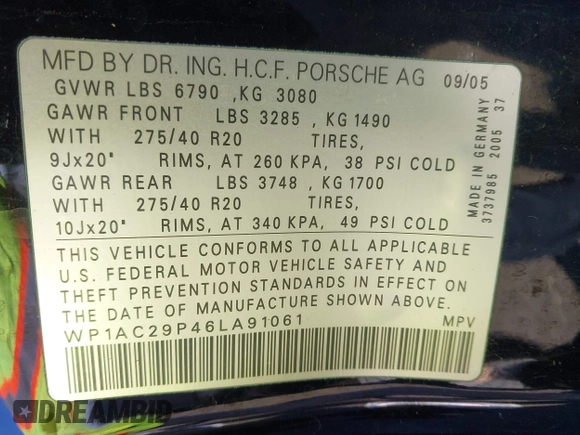 MFD BY DR. ING. H.C.F. PORSCHE AG 09/05
GVWR LBS 6790 ,KG 3080
GAWR FRONT LBS 3285 , KG 1490
WITH 275/40 R20 TIRES,
9Jx20" RIMS, AT 260 KPA, 38 PSI COLD
GAWR REAR LBS 3748 , KG 1700
WITH 275/40 R20 TIRES,
10Jx20" RIMS, AT 340 KPA, 49 PSI COLD
THIS VEHICLE CONFORMS TO ALL APPLICABLE
U.S. FEDERAL MOTOR VEHICLE SAFETY AND
THEFT PREVENTION STANDARDS IN EFFECT ON
THE DATE OF MANUFACTURE SHOWN ABOVE.
WP1AC29P46LA91061 MPV
MADE IN GERMANY
3737985 2005 37
DREAMBID